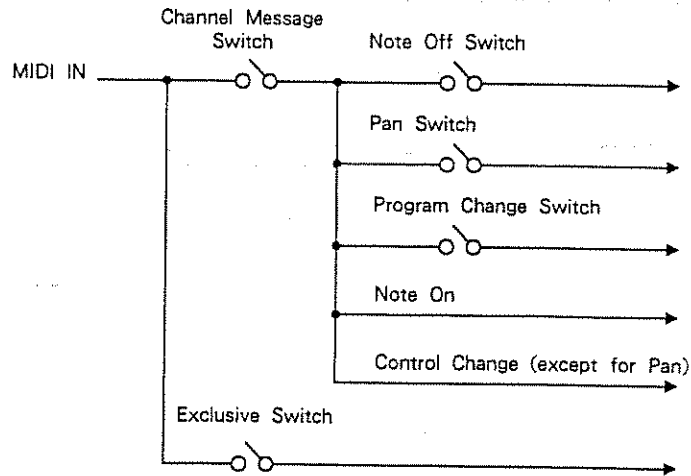 Channel Message
Switch
Note Off Switch
MIDI IN
Pan Switch
Program Change Switch
Note On
Control Change (except for Pan)
Exclusive Switch